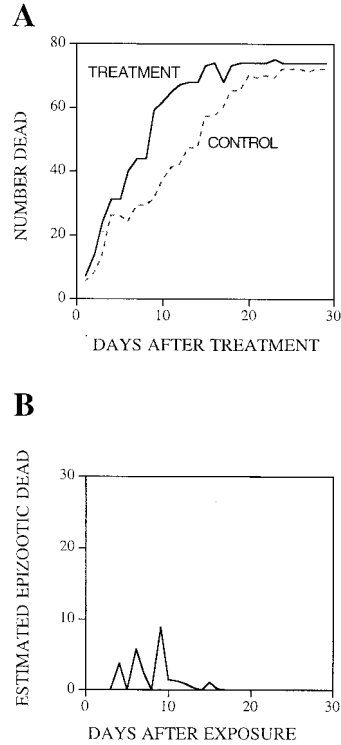 A
80
TREATMENT
60
CONTROL
40
20
0
0
10
20
30
NUMBER DEAD
DAYS AFTER TREATMENT
B
30
20
10
0
0
10
20
30
ESTIMATED EPIZOOTIC DEAD
DAYS AFTER EXPOSURE